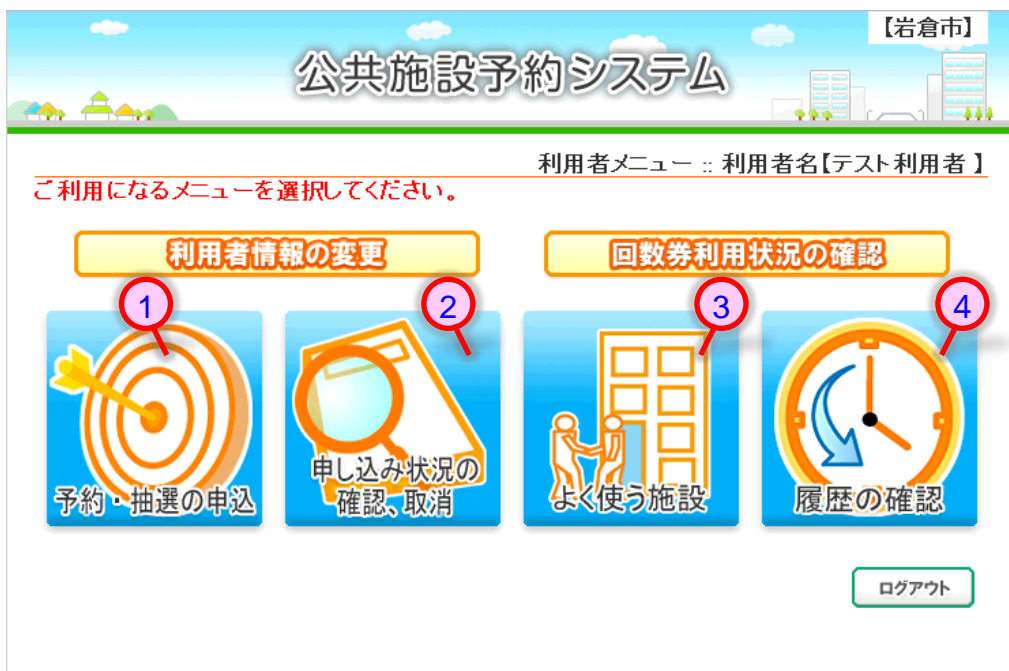 【岩倉市】
公共施設予約システム
利用者メニュー :: 利用者名【テスト利用者 】
ご利用になるメニューを選択してください。
利用者情報の変更
回数券利用状況の確認
1
2
3
4
予約・抽選の申込
申し込み状況の
確認、取消
よく使う施設
履歴の確認
ログアウト